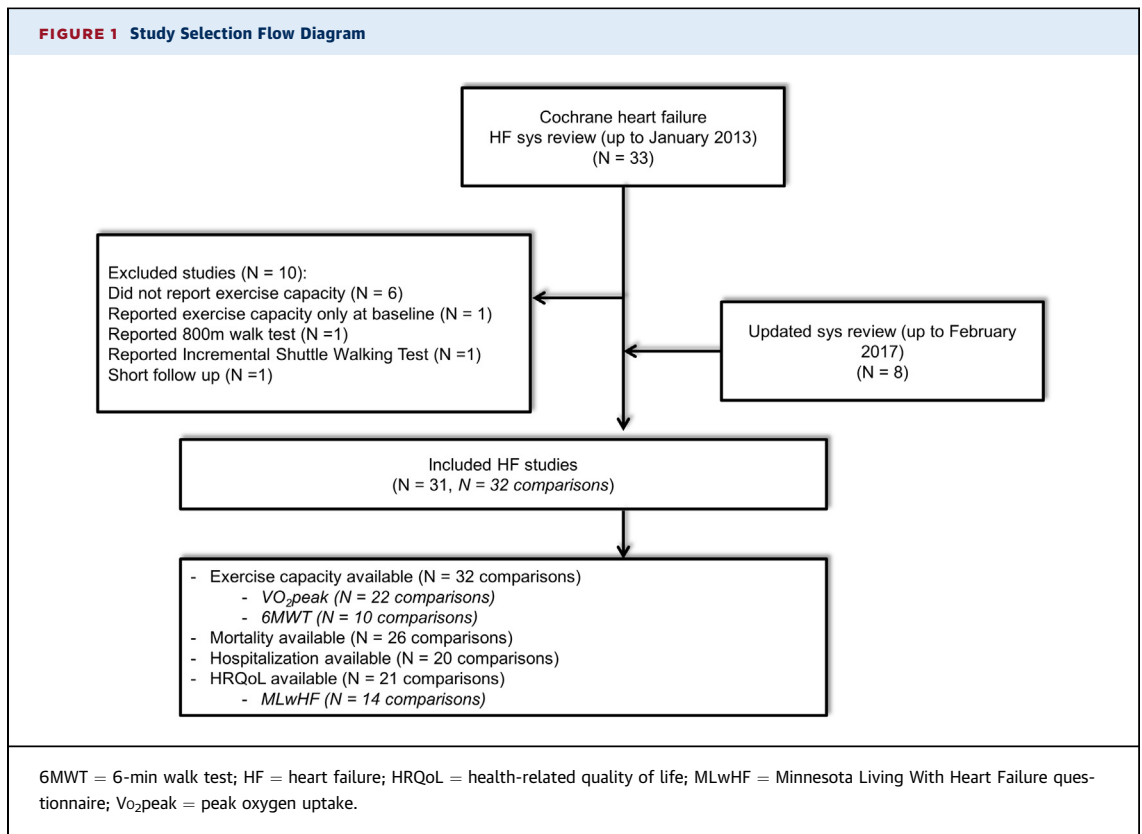 FIGURE 1 Study Selection Flow Diagram
Cochrane heart failure
HF sys review (up to January 2013)
(N = 33)
Excluded studies (N = 10):
Did not report exercise capacity (N = 6)
Reported exercise capacity only at baseline (N = 1)
Reported 800m walk test (N =1)
Reported Incremental Shuttle Walking Test (N =1)
Short follow up (N =1)
Updated sys review (up to February
2017)
(N = 8)
Included HF studies
(N = 31, N = 32 comparisons)
- Exercise capacity available (N = 32 comparisons)
- VO₂peak (N = 22 comparisons)
- 6MWT (N = 10 comparisons)
- Mortality available (N = 26 comparisons)
- Hospitalization available (N = 20 comparisons)
- HRQoL available (N = 21 comparisons)
- MLwHF (N = 14 comparisons)
6MWT = 6-min walk test; HF = heart failure; HRQoL = health-related quality of life; MLwHF = Minnesota Living With Heart Failure ques-
tionnaire; VO₂peak = peak oxygen uptake.